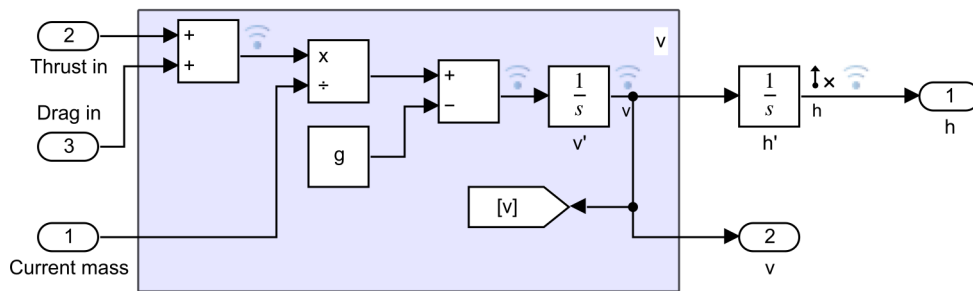 2
Thrust in
Drag in
3
1
Current mass
+
+
x
÷
g
+
−
1
s
v'
v
v
[v]
1
s
h'
h
1
h
2
v